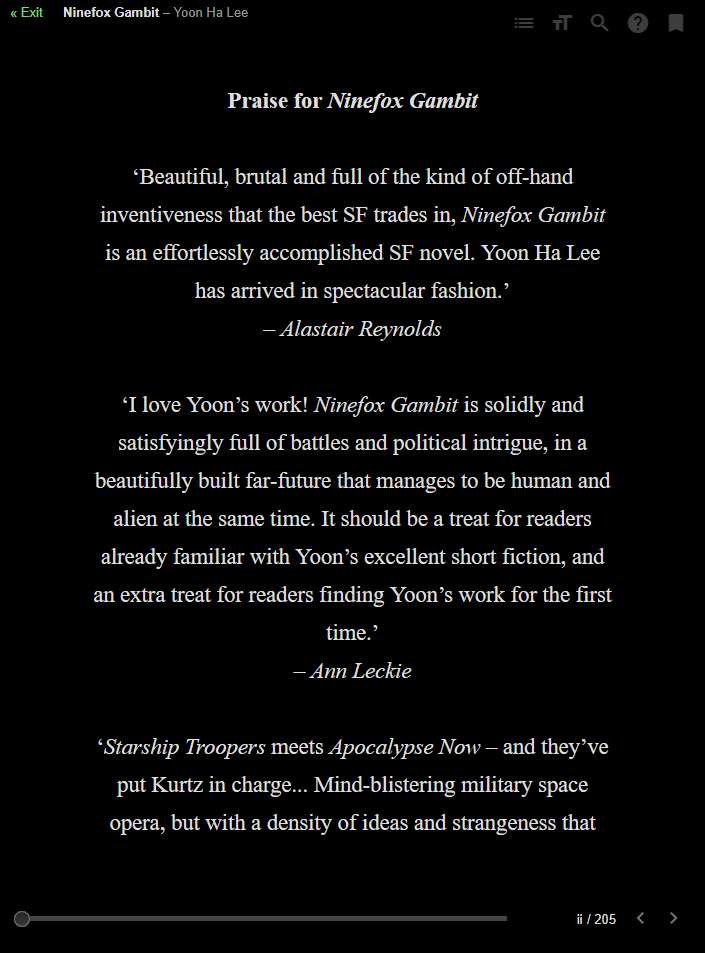 « Exit Ninefox Gambit – Yoon Ha Lee
Praise for Ninefox Gambit
‘Beautiful, brutal and full of the kind of off-hand
inventiveness that the best SF trades in, Ninefox Gambit
is an effortlessly accomplished SF novel. Yoon Ha Lee
has arrived in spectacular fashion.’
– Alastair Reynolds
‘I love Yoon’s work! Ninefox Gambit is solidly and
satisfyingly full of battles and political intrigue, in a
beautifully built far-future that manages to be human and
alien at the same time. It should be a treat for readers
already familiar with Yoon’s excellent short fiction, and
an extra treat for readers finding Yoon’s work for the first
time.’
– Ann Leckie
‘Starship Troopers meets Apocalypse Now – and they’ve
put Kurtz in charge... Mind-blistering military space
opera, but with a density of ideas and strangeness that
ii / 205